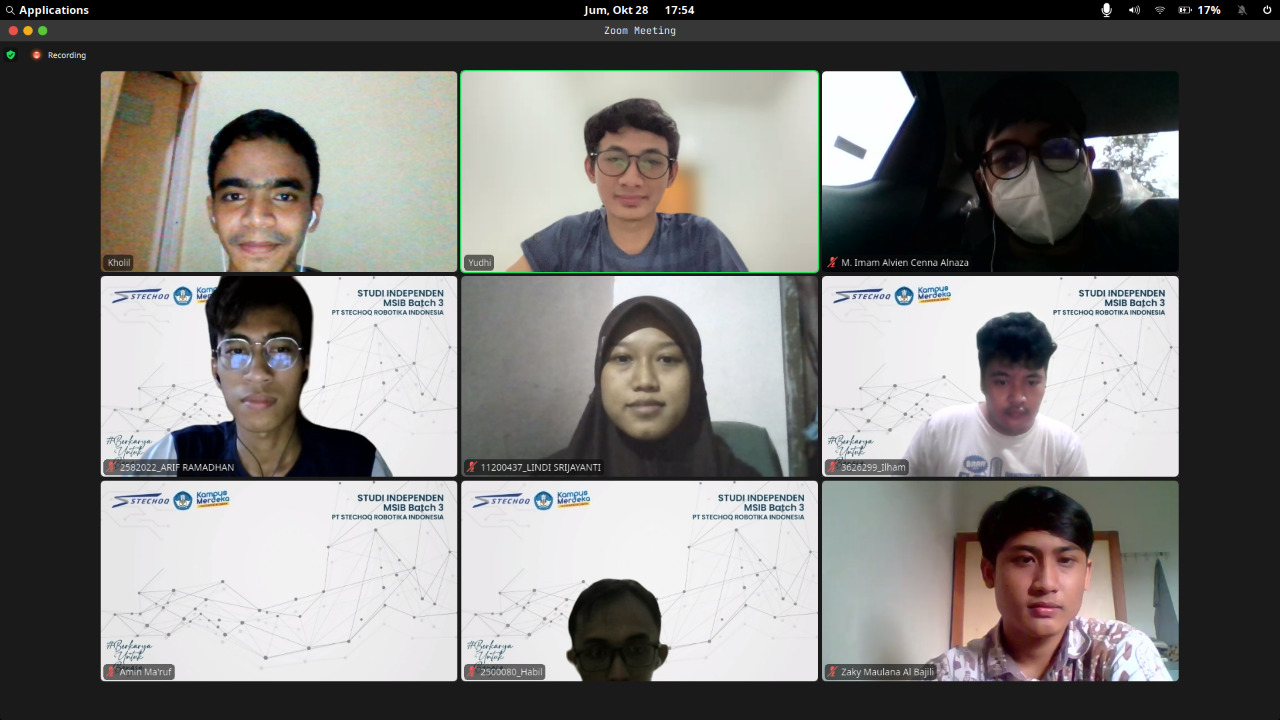 Applications
Jum, Okt 28 17:54
17%
Zoom Meeting
Recording
Kholil
Yudhi
M. Imam Alvien Cenna Alnaza
STECHOQ
Kampus
Merdeka
STUDI INDEPENDEN
MSIB Batch 3
PT STECHOQ ROBOTIKA INDONESIA
#Berkarya
Untuk
2582022_ARIF RAMADHAN
11200437_LINDI SRIJAYANTI
STECHOQ
Kampus
Merdeka
STUDI INDEPENDEN
MSIB Batch 3
PT STECHOQ ROBOTIKA INDONESIA
#Berkarya
Untuk
3626299_Ilham
STECHOQ
Kampus
Merdeka
STUDI INDEPENDEN
MSIB Batch 3
PT STECHOQ ROBOTIKA INDONESIA
#Berkarya
Untuk
Amin Ma'ruf
STECHOQ
Kampus
Merdeka
STUDI INDEPENDEN
MSIB Batch 3
PT STECHOQ ROBOTIKA INDONESIA
#Berkarya
Untuk
2500080_Habil
Zaky Maulana Al Bajili